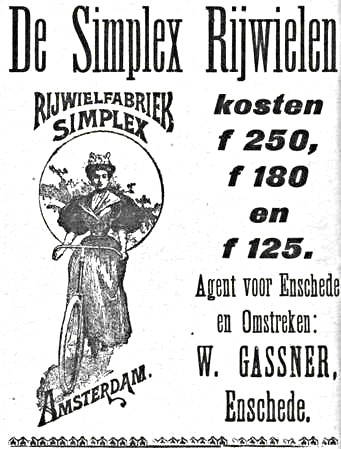 De Simplex Rijwielen
RIJWIELFABRIEK
SIMPLEX
AMSTERDAM.
kosten
f 250,
f 180
en
f 125.
Agent voor Enschede
en Omstreken:
W. GASSNER,
Enschede.